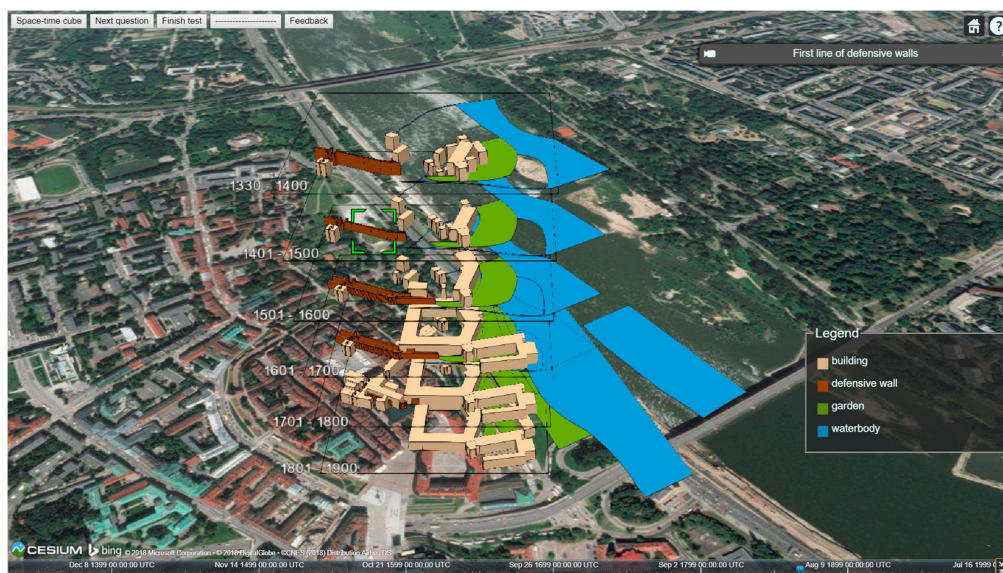 Space-time cube Next question Finish test -------------------- Feedback
?
First line of defensive walls
1330 - 1400
1401 - 1500
1501 - 1600
1601 - 1700
1701 - 1800
1801 - 1900
Legend
building
defensive wall
garden
waterbody
CESIUM bing © 2018 Microsoft Corporation • © 2018 DigitalGlobe • ©CNES (2018) Distribution Airbus DS
Dec 8 1399 00:00:00 UTC Nov 14 1499 00:00:00 UTC Oct 21 1599 00:00:00 UTC Sep 26 1699 00:00:00 UTC Sep 2 1799 00:00:00 UTC Aug 9 1899 00:00:00 UTC Jul 16 1999 0